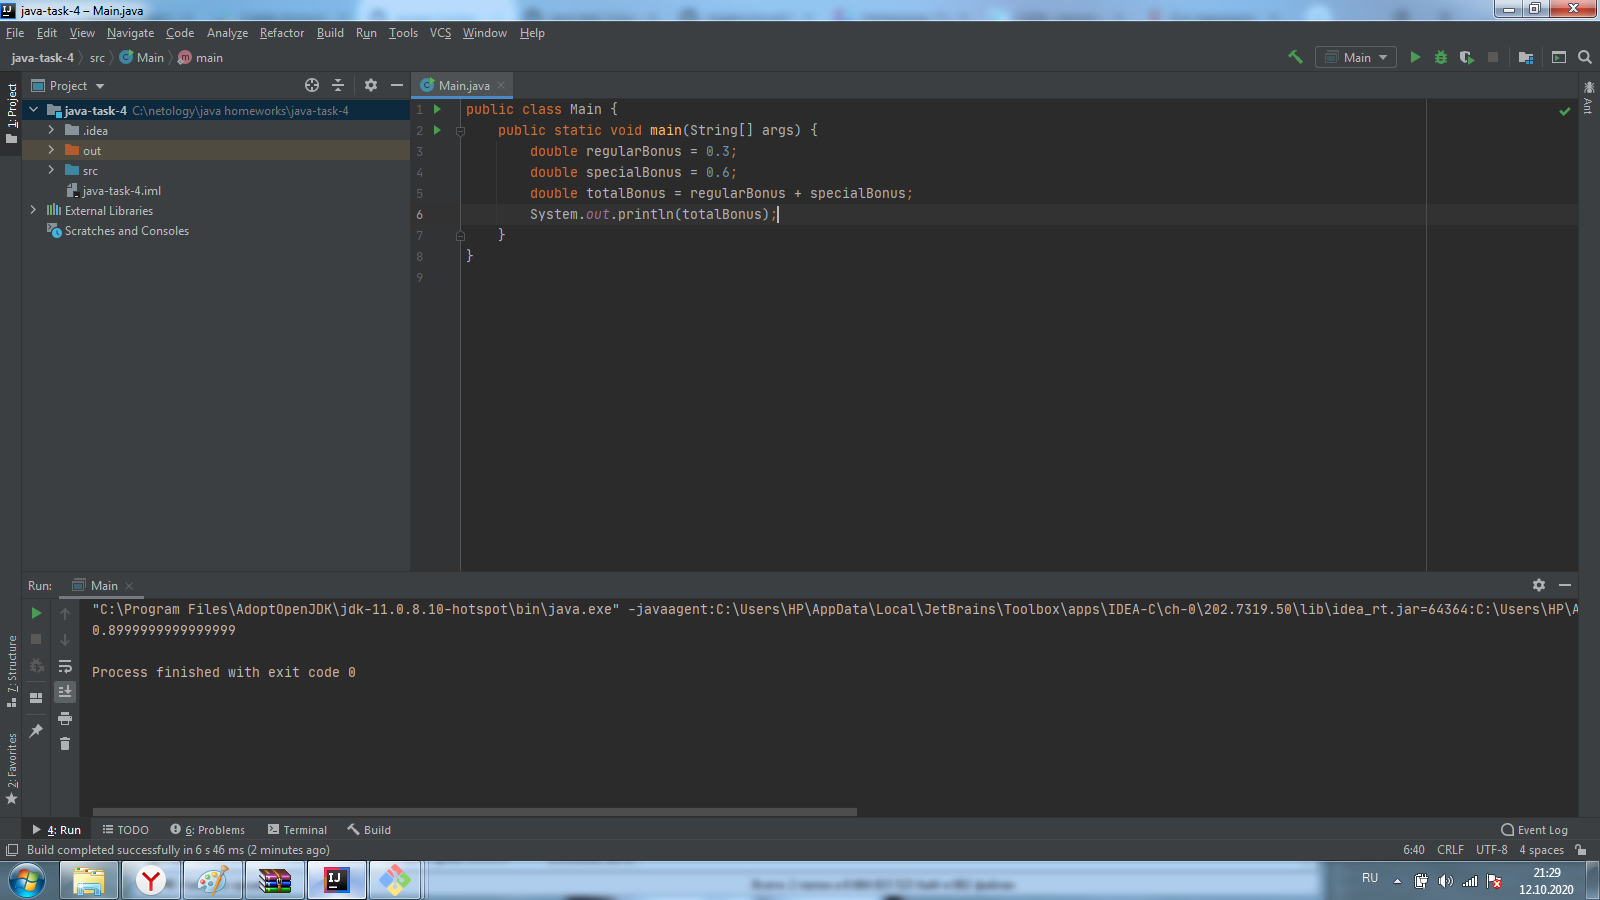 java-task-4 – Main.java
File Edit View Navigate Code Analyze Refactor Build Run Tools VCS Window Help
java-task-4 src Main main
Main
Project
Main.java
1: Project
java-task-4 C:\netology\java homeworks\java-task-4
.idea
out
src
java-task-4.iml
External Libraries
Scratches and Consoles
1 public class Main {
2 public static void main(String[] args) {
3 double regularBonus = 0.3;
4 double specialBonus = 0.6;
5 double totalBonus = regularBonus + specialBonus;
6 System.out.println(totalBonus);
7 }
8 }
9
Ant
Run: Main
"C:\Program Files\AdoptOpenJDK\jdk-11.0.8.10-hotspot\bin\java.exe" -javaagent:C:\Users\HP\AppData\Local\JetBrains\Toolbox\apps\IDEA-C\ch-0\202.7319.50\lib\idea_rt.jar=64364:C:\Users\HP\A
0.8999999999999999
Process finished with exit code 0
7: Structure
2: Favorites
4: Run TODO 6: Problems Terminal Build Event Log
Build completed successfully in 6 s 46 ms (2 minutes ago) 6:40 CRLF UTF-8 4 spaces
RU
21:29
12.10.2020